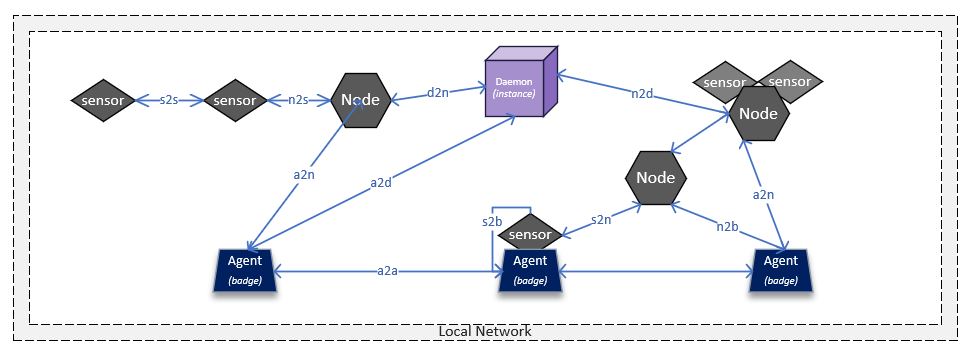 sensor
sensor
sensor
s2s
sensor
n2s
Node
d2n
Daemon
(instance)
n2d
Node
a2n
a2d
Node
a2n
s2b
sensor
s2n
n2b
Agent
(badge)
a2a
Agent
(badge)
Agent
(badge)
Local Network